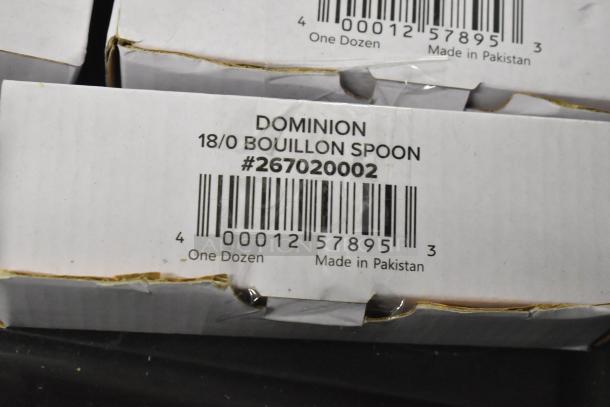 4 00012 57895 3
One Dozen Made in Pakistan
DOMINION
18/0 BOUILLON SPOON
#267020002
4 00012 57895 3
One Dozen Made in Pakistan